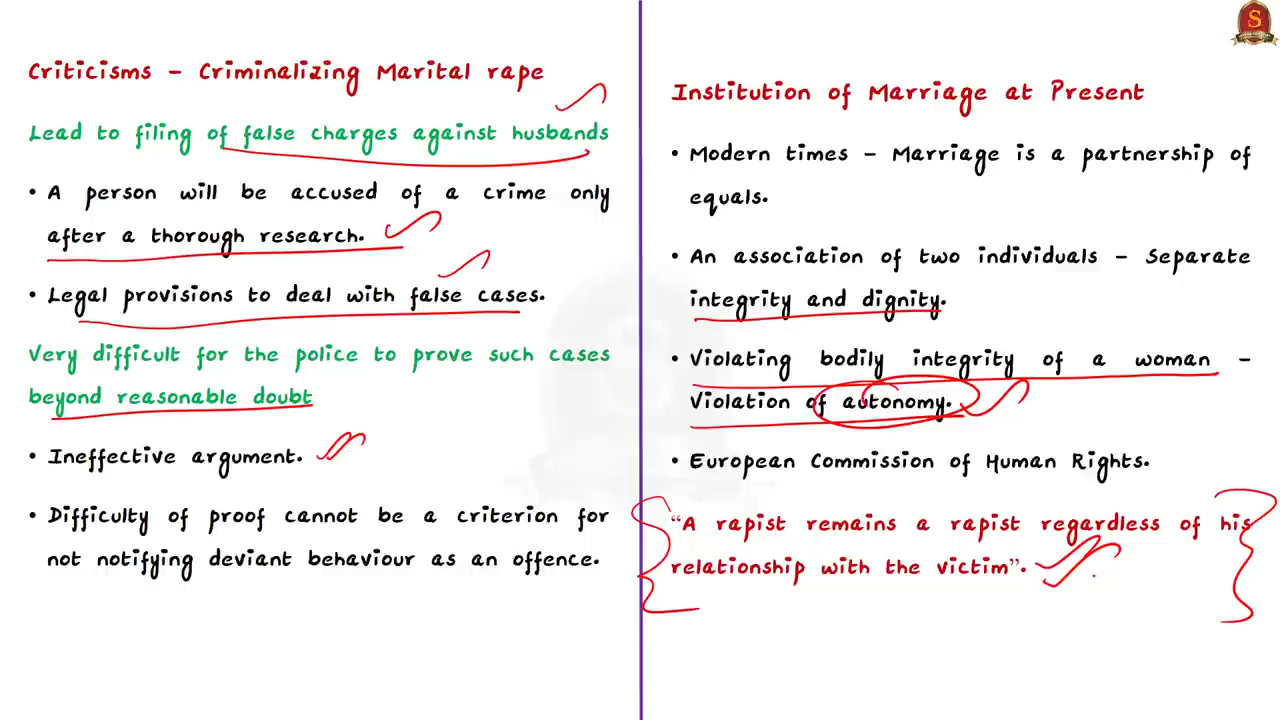 Criticisms – Criminalizing Marital rape
Lead to filing of false charges against husbands
• A person will be accused of a crime only
after a thorough research.
• Legal provisions to deal with false cases.
Very difficult for the police to prove such cases
beyond reasonable doubt
• Ineffective argument.
• Difficulty of proof cannot be a criterion for
not notifying deviant behaviour as an offence.
Institution of Marriage at Present
• Modern times – Marriage is a partnership of
equals.
• An association of two individuals – Separate
integrity and dignity.
• Violating bodily integrity of a woman –
Violation of autonomy.
• European Commission of Human Rights.
“A rapist remains a rapist regardless of his
relationship with the victim”.
S